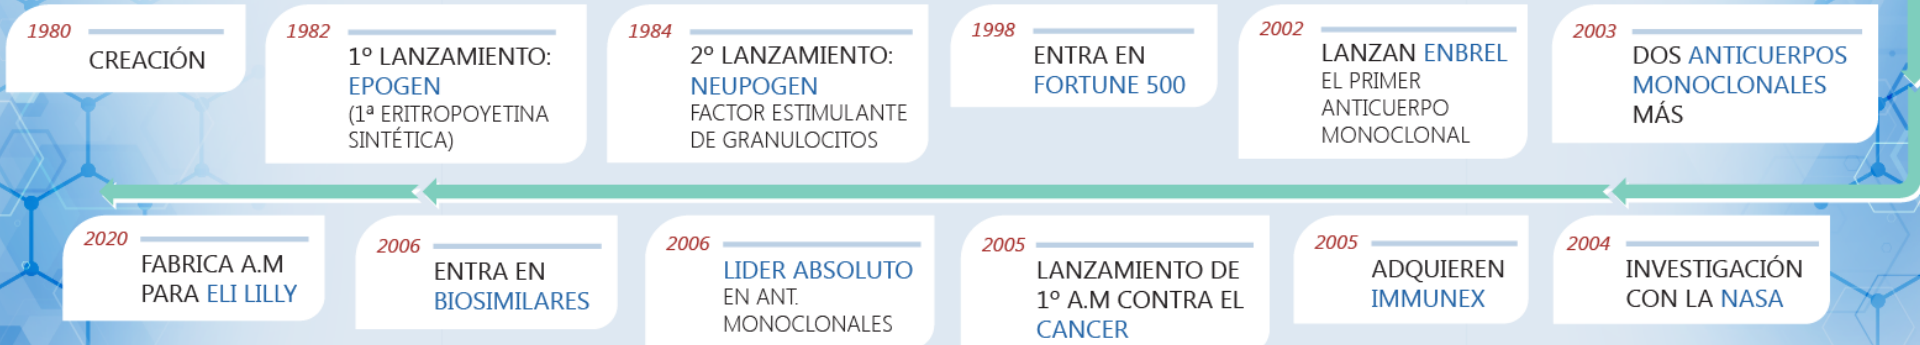 1980
CREACIÓN
1982
1º LANZAMIENTO:
EPOGEN
(1ª ERITROPOYETINA
SINTÉTICA)
1984
2º LANZAMIENTO:
NEUPOGEN
FACTOR ESTIMULANTE
DE GRANULOCITOS
1998
ENTRA EN
FORTUNE 500
2002
LANZAN ENBREL
EL PRIMER
ANTICUERPO
MONOCLONAL
2003
DOS ANTICUERPOS
MONOCLONALES
MÁS
2020
FABRICA A.M
PARA ELI LILLY
2006
ENTRA EN
BIOSIMILARES
2006
LIDER ABSOLUTO
EN ANT.
MONOCLONALES
2005
LANZAMIENTO DE
1º A.M CONTRA EL
CANCER
2005
ADQUIEREN
IMMUNEX
2004
INVESTIGACIÓN
CON LA NASA